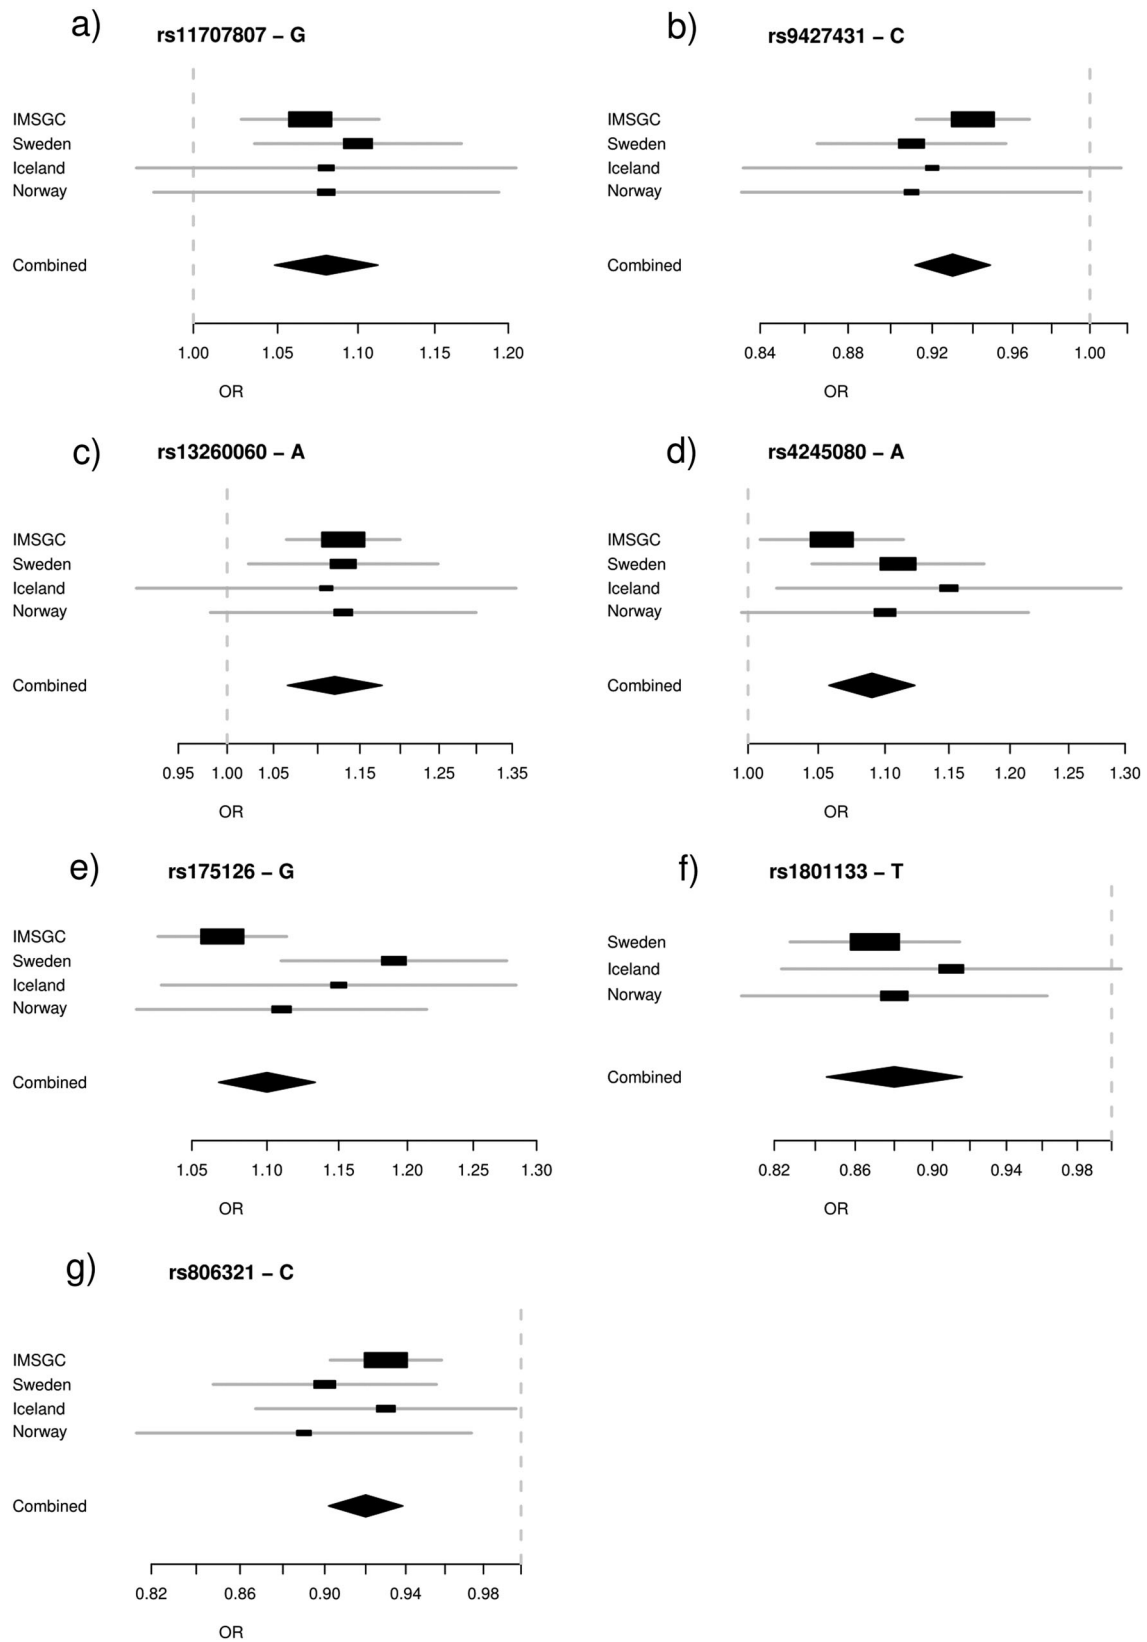 a)
rs11707807 – G
IMSGC
Sweden
Iceland
Norway
Combined
1.00 1.05 1.10 1.15 1.20
OR
b)
rs9427431 – C
IMSGC
Sweden
Iceland
Norway
Combined
0.84 0.88 0.92 0.96 1.00
OR
c)
rs13260060 – A
IMSGC
Sweden
Iceland
Norway
Combined
0.95 1.00 1.05 1.15 1.25 1.35
OR
d)
rs4245080 – A
IMSGC
Sweden
Iceland
Norway
Combined
1.00 1.05 1.10 1.15 1.20 1.25 1.30
OR
e)
rs175126 – G
IMSGC
Sweden
Iceland
Norway
Combined
1.05 1.10 1.15 1.20 1.25 1.30
OR
f)
rs1801133 – T
Sweden
Iceland
Norway
Combined
0.82 0.86 0.90 0.94 0.98
OR
g)
rs806321 – C
IMSGC
Sweden
Iceland
Norway
Combined
0.82 0.86 0.90 0.94 0.98
OR